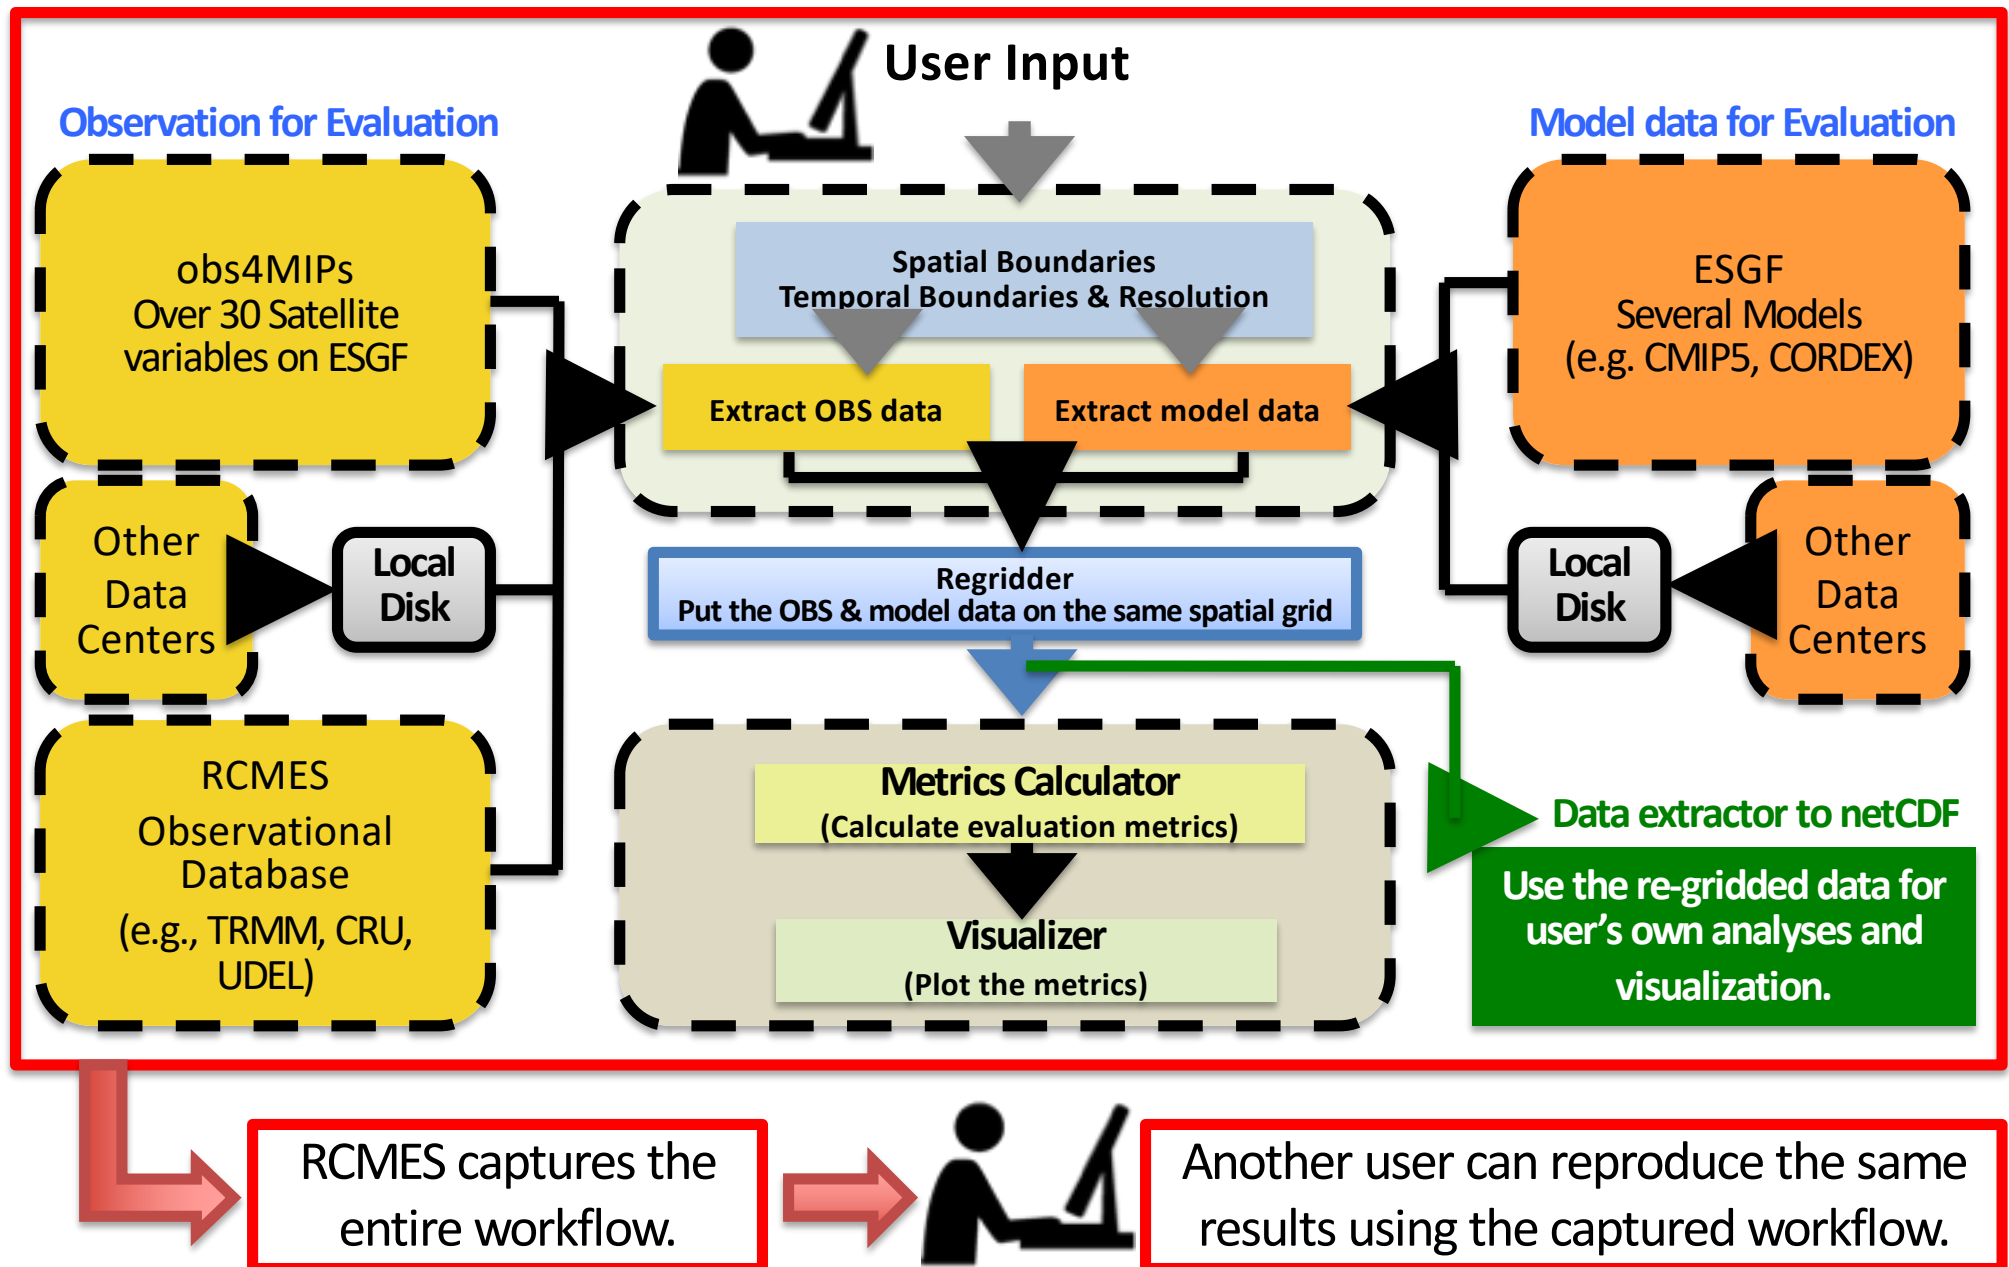 User Input
Observation for Evaluation
obs4MIPs
Over 30 Satellite
variables on ESGF
Other
Data
Centers
Local
Disk
RCMES
Observational
Database
(e.g., TRMM, CRU,
UDEL)
Spatial Boundaries
Temporal Boundaries & Resolution
Extract OBS data
Extract model data
Regridder
Put the OBS & model data on the same spatial grid
Metrics Calculator
(Calculate evaluation metrics)
Visualizer
(Plot the metrics)
Model data for Evaluation
ESGF
Several Models
(e.g. CMIP5, CORDEX)
Local
Disk
Other
Data
Centers
Data extractor to netCDF
Use the re-gridded data for
user's own analyses and
visualization.
RCMES captures the
entire workflow.
Another user can reproduce the same
results using the captured workflow.